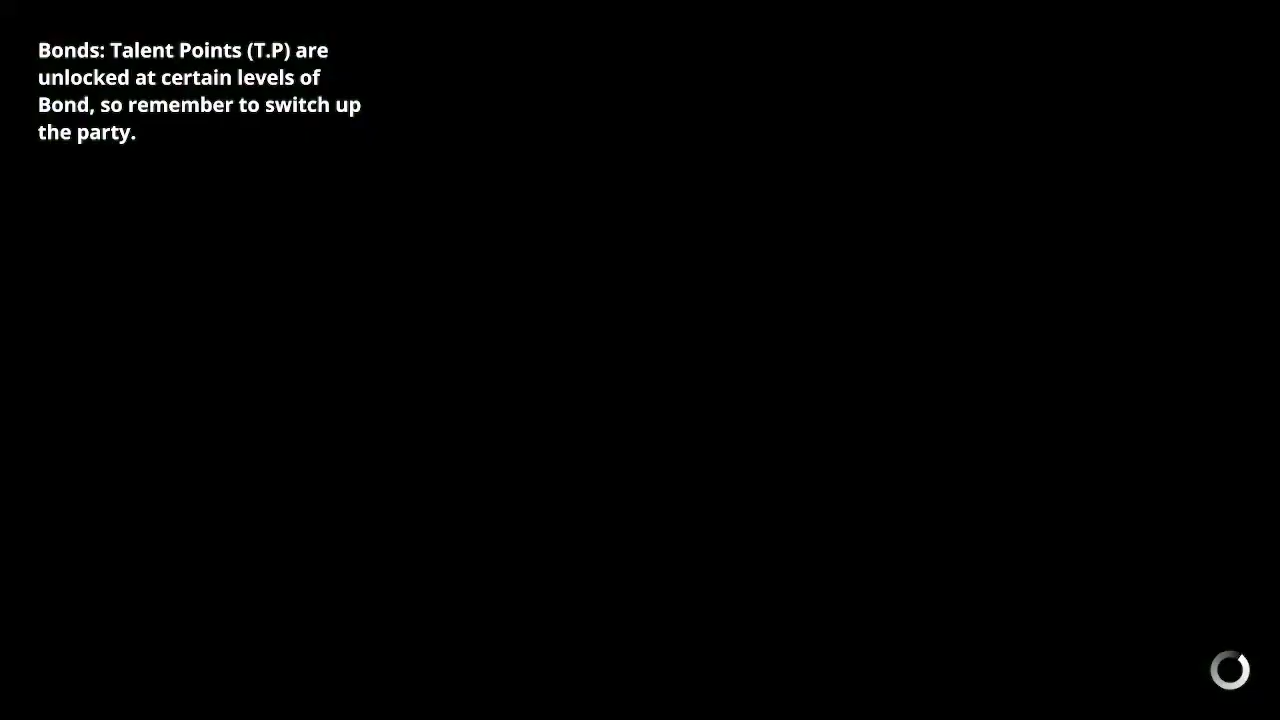 Bonds: Talent Points (T.P) are
unlocked at certain levels of
Bond, so remember to switch up
the party.